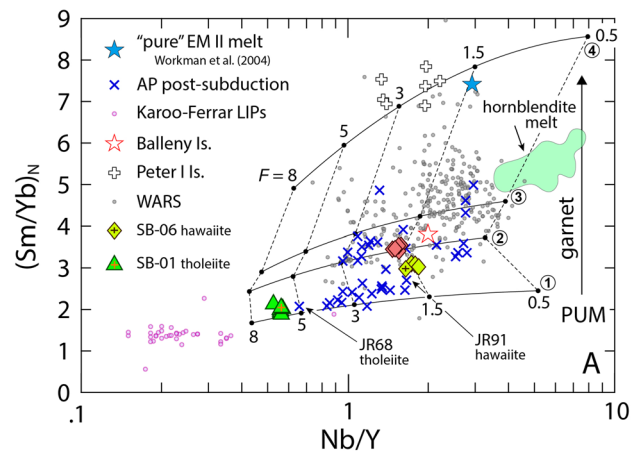 9
8
7
6
5
4
3
2
1
0
(Sm/Yb)N
"pure" EM II melt
Workman et al. (2004)
AP post-subduction
Karoo-Ferrar LIPs
Balleny Is.
Peter I Is.
WARS
SB-06 hawaiite
SB-01 tholeiite
F = 8
5
3
1.5
0.5
④
hornblendite
melt
③
②
①
garnet
PUM
8
5
3
1.5
0.5
JR68
tholeiite
JR91
hawaiite
A
.1
1
10
Nb/Y